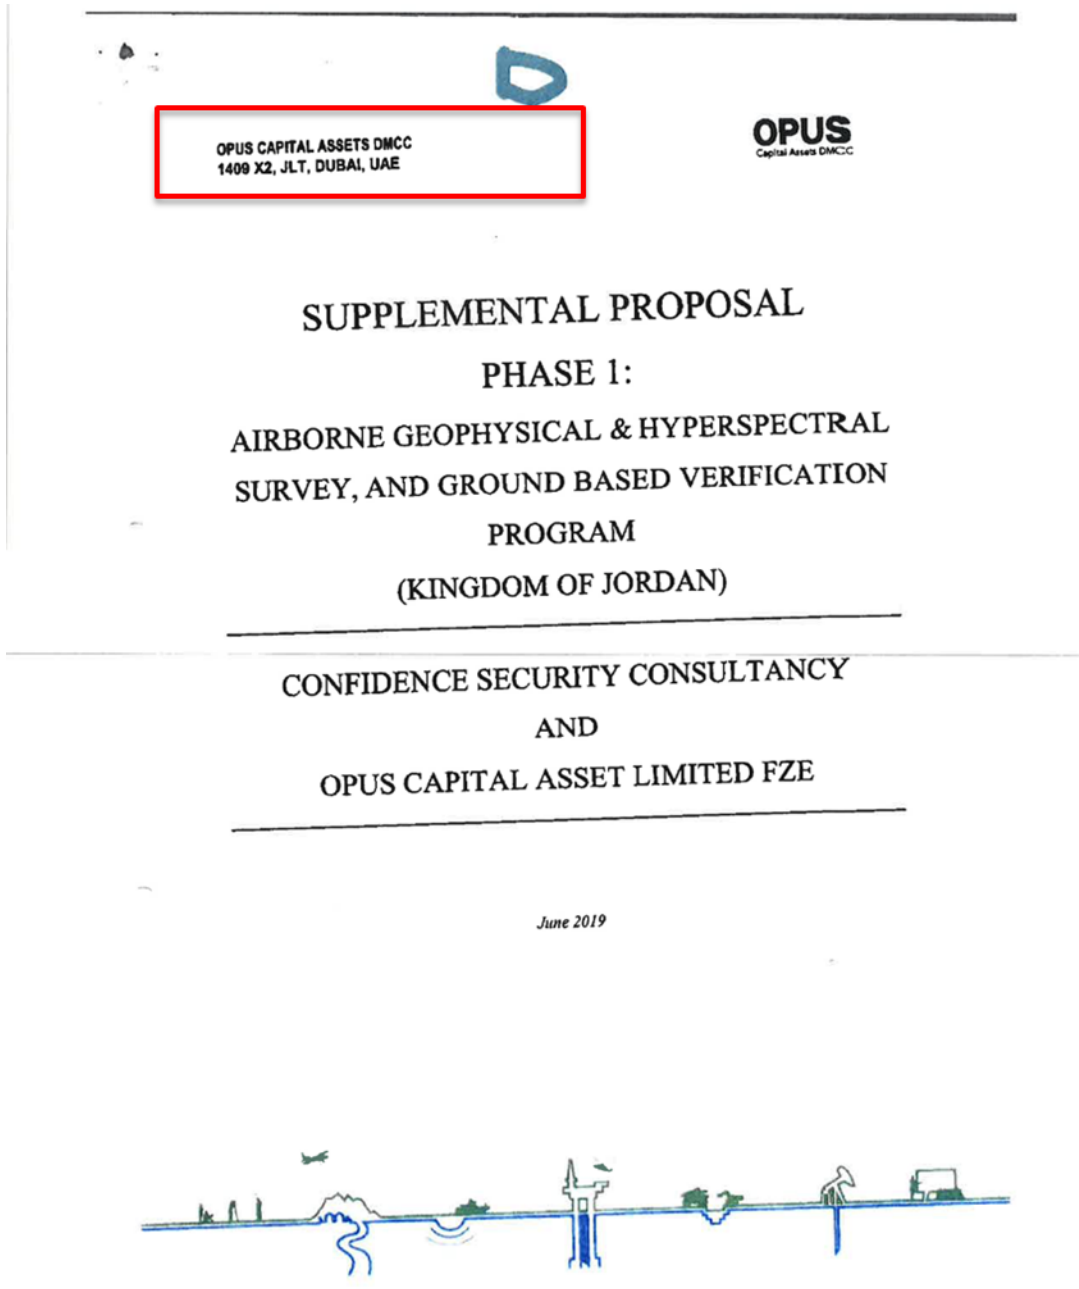 OPUS CAPITAL ASSETS DMCC
1409 X2, JLT, DUBAI, UAE
OPUS
Capital Assets DMCC
SUPPLEMENTAL PROPOSAL
PHASE 1:
AIRBORNE GEOPHYSICAL & HYPERSPECTRAL
SURVEY, AND GROUND BASED VERIFICATION
PROGRAM
(KINGDOM OF JORDAN)
CONFIDENCE SECURITY CONSULTANCY
AND
OPUS CAPITAL ASSET LIMITED FZE
June 2019